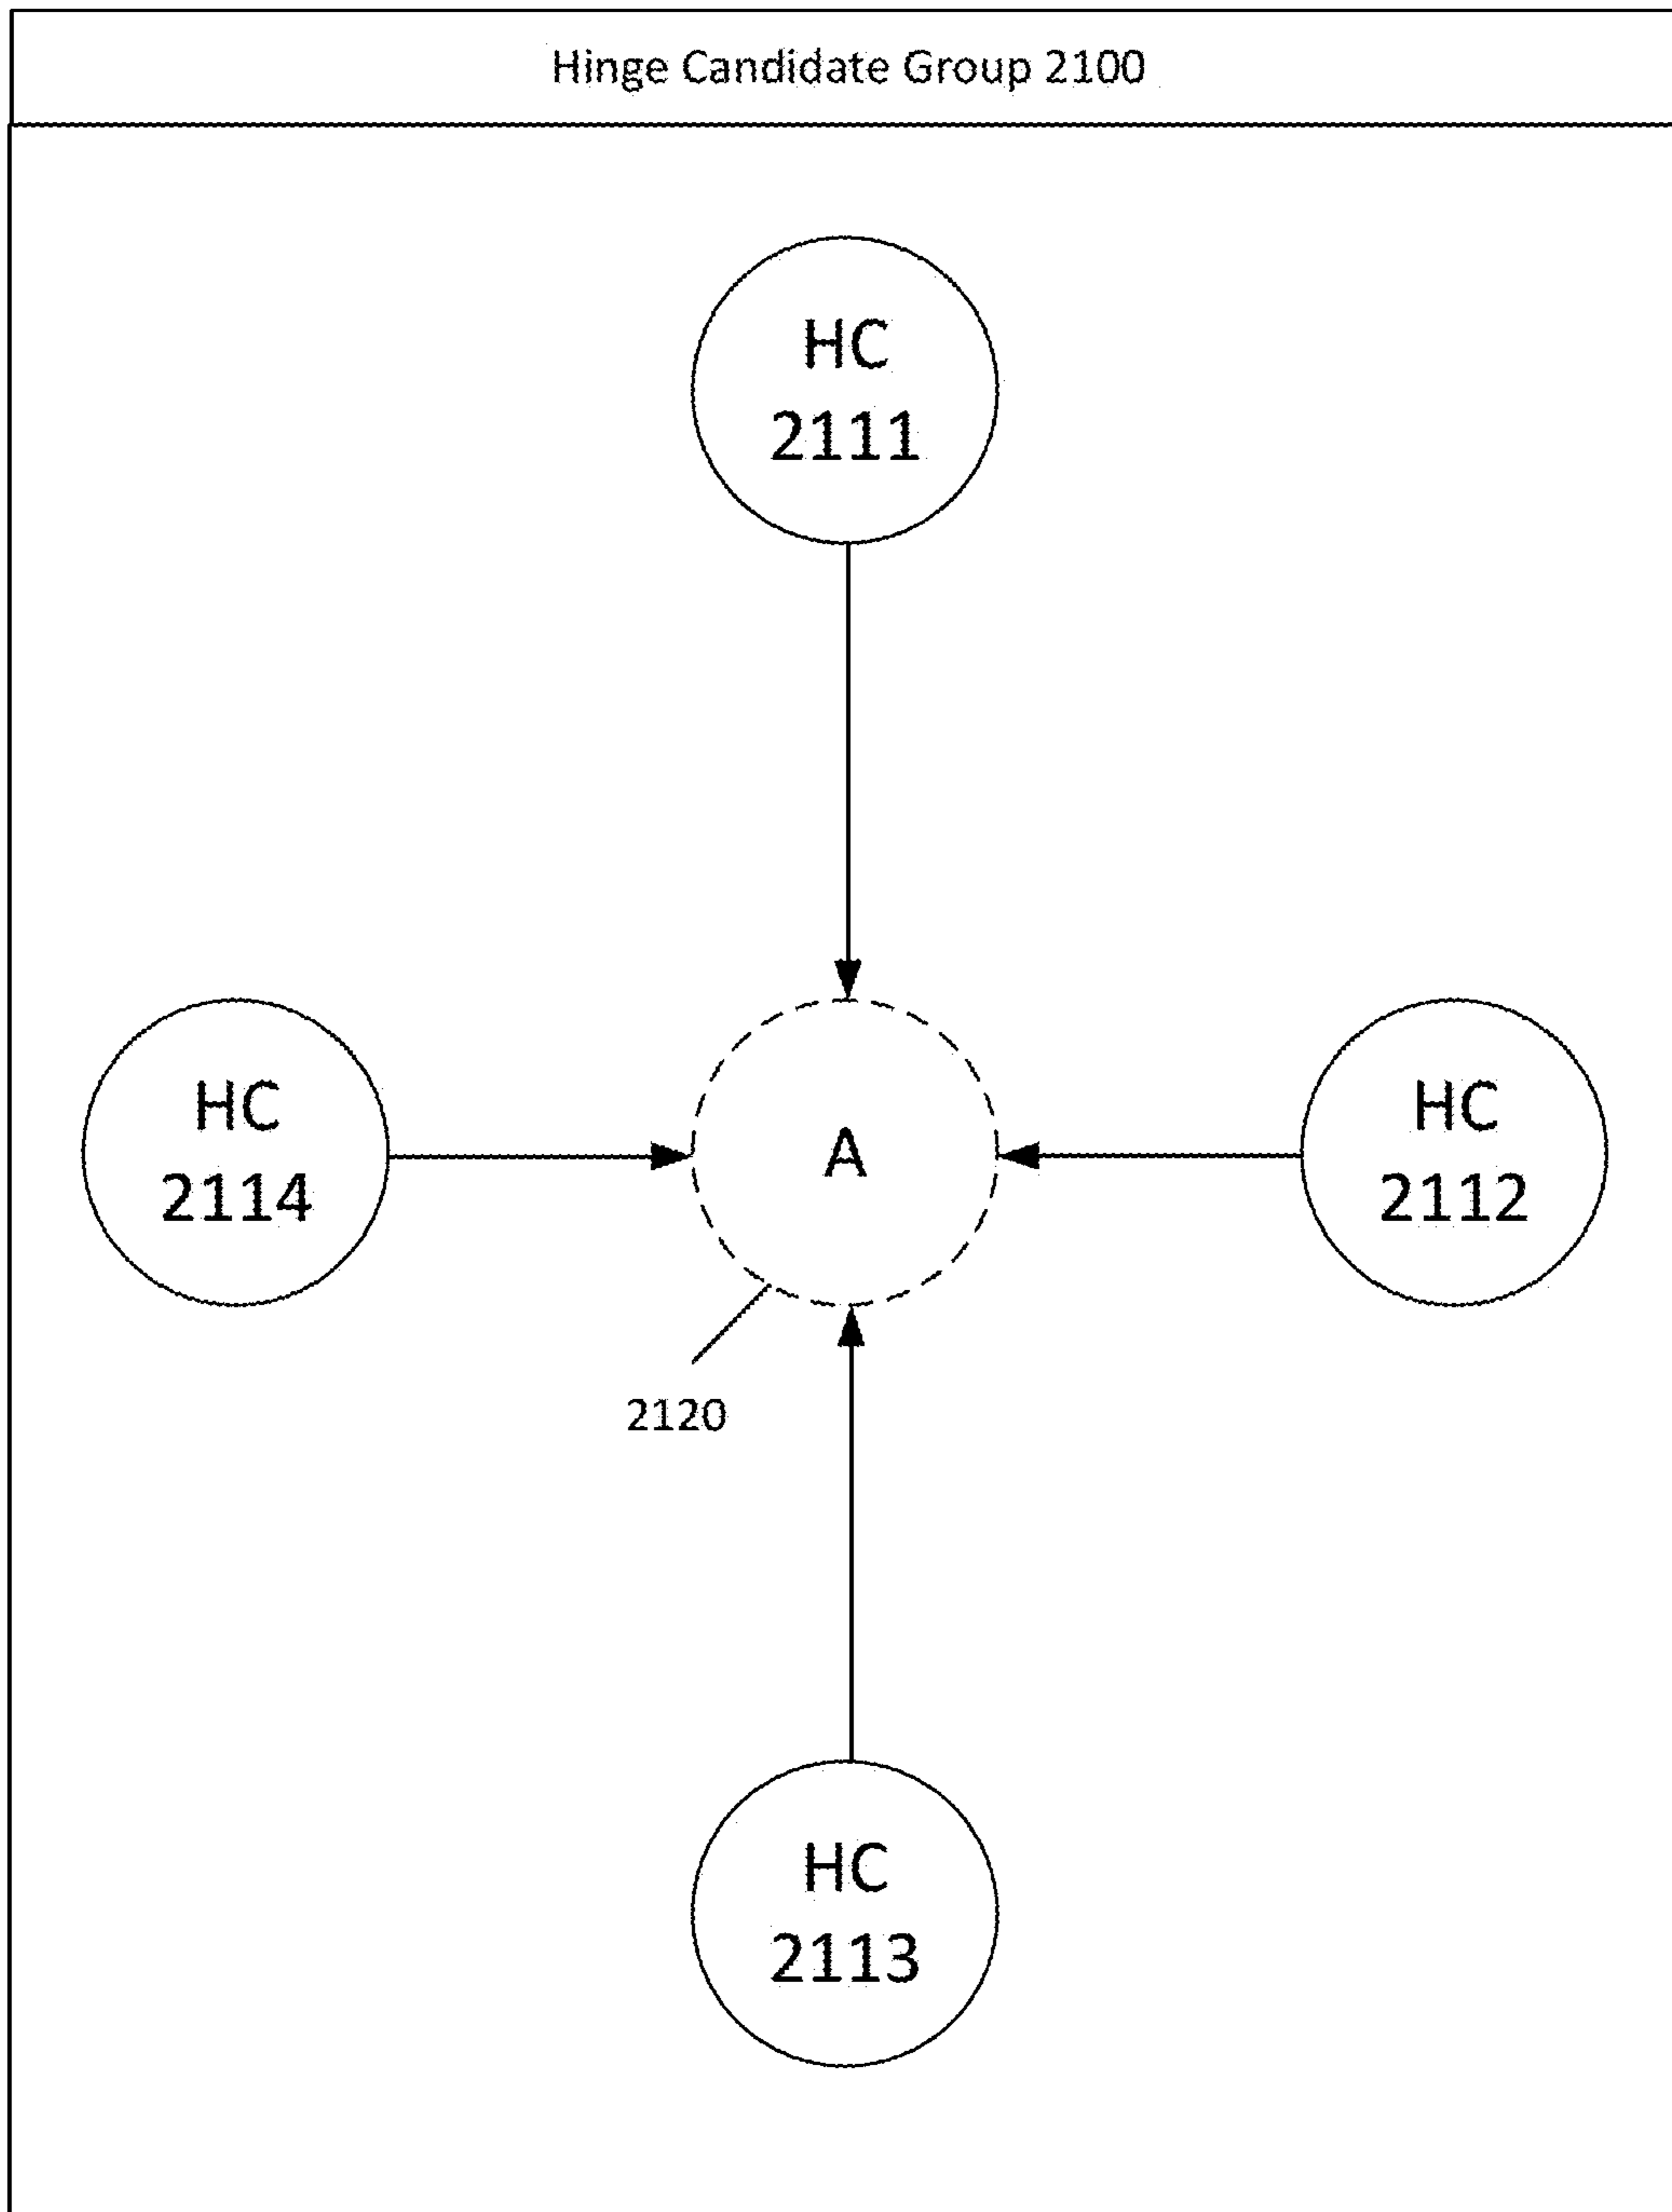 Hinge Candidate Group 2100
HC
2111
HC
2114
A
HC
2112
2120
HC
2113